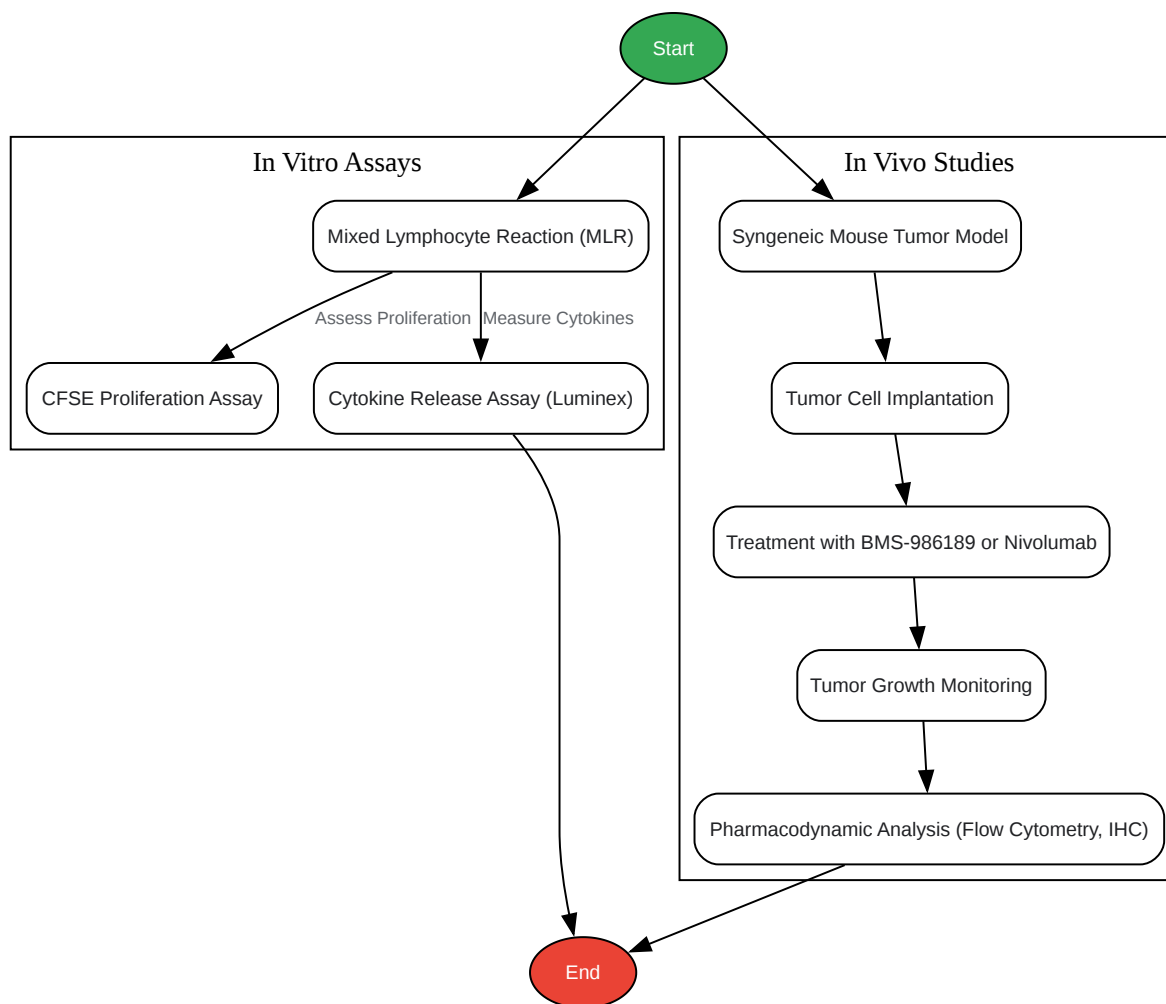 Start
In Vitro Assays
Mixed Lymphocyte Reaction (MLR)
Assess Proliferation
Measure Cytokines
CFSE Proliferation Assay
Cytokine Release Assay (Luminex)
In Vivo Studies
Syngeneic Mouse Tumor Model
Tumor Cell Implantation
Treatment with BMS-986189 or Nivolumab
Tumor Growth Monitoring
Pharmacodynamic Analysis (Flow Cytometry, IHC)
End